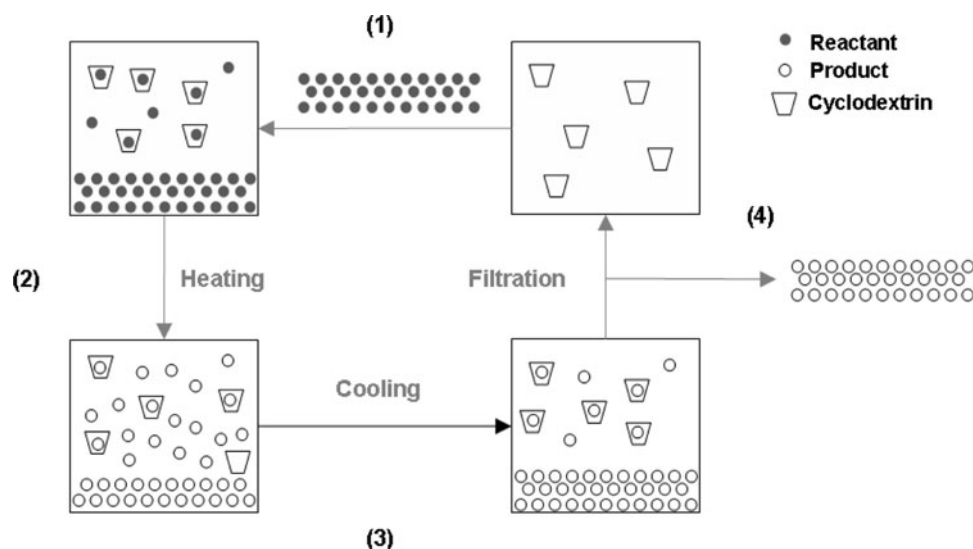 (1)
Reactant
Product
Cyclodextrin
(4)
(2)
Heating
Filtration
Cooling
(3)